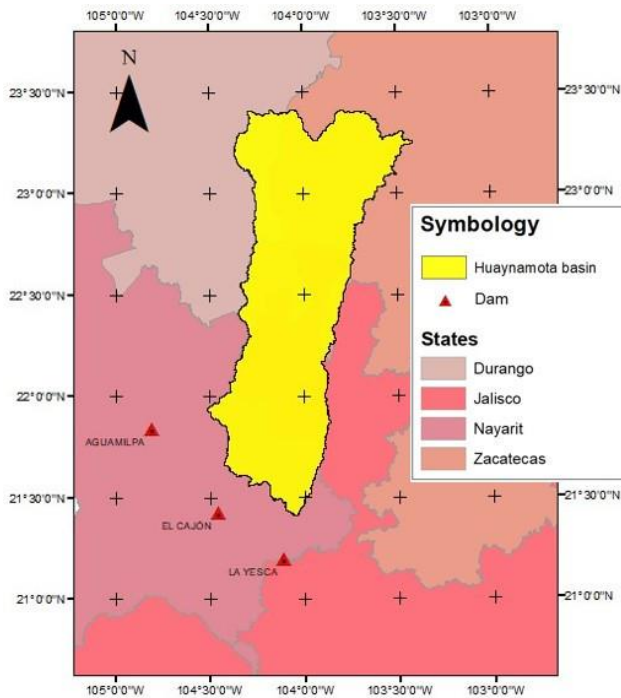 105°0'0"W 104°30'0"W 104°0'0"W 103°30'0"W 103°0'0"W
N
23°30'0"N 23°30'0"N
23°0'0"N 23°0'0"N
Symbology
Huaynamota basin
Dam
22°30'0"N
States
Durango
22°0'0"N
Jalisco
Nayarit
AGUAMILPA
Zacatecas
21°30'0"N 21°30'0"N
EL CAJÓN
LA YESCA
21°0'0"N 21°0'0"N
105°0'0"W 104°30'0"W 104°0'0"W 103°30'0"W 103°0'0"W